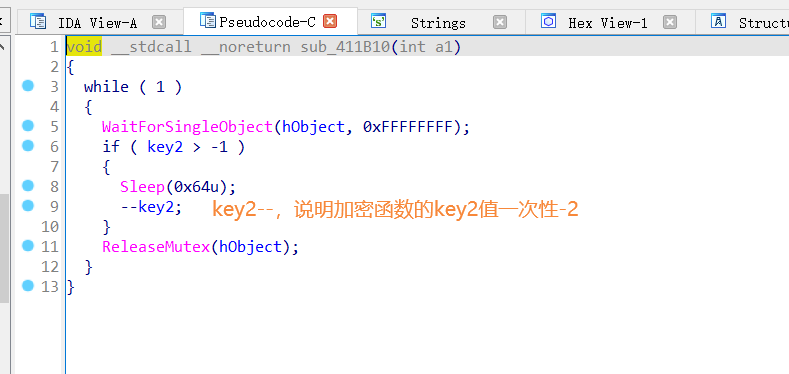 IDA View-A Pseudocode-C Strings Hex View-1 Struct
1 void __stdcall __noreturn sub_411B10(int a1)
2 {
3 while ( 1 )
4 {
5 WaitForSingleObject(hObject, 0xFFFFFFFF);
6 if ( key2 > -1 )
7 {
8 Sleep(0x64u);
9 --key2; key2--，说明加密函数的key2值一次性-2
10 }
11 ReleaseMutex(hObject);
12 }
13 }